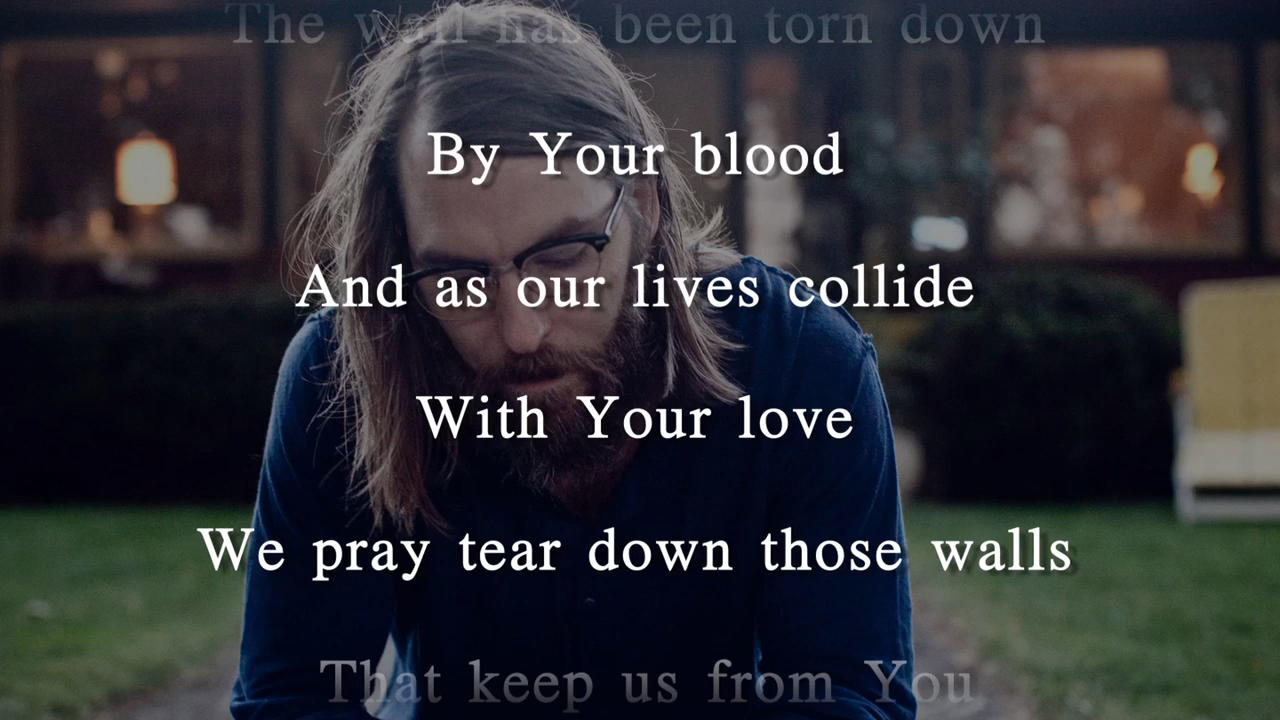 The wall has been torn down
By Your blood
And as our lives collide
With Your love
We pray tear down those walls
That keep us from You